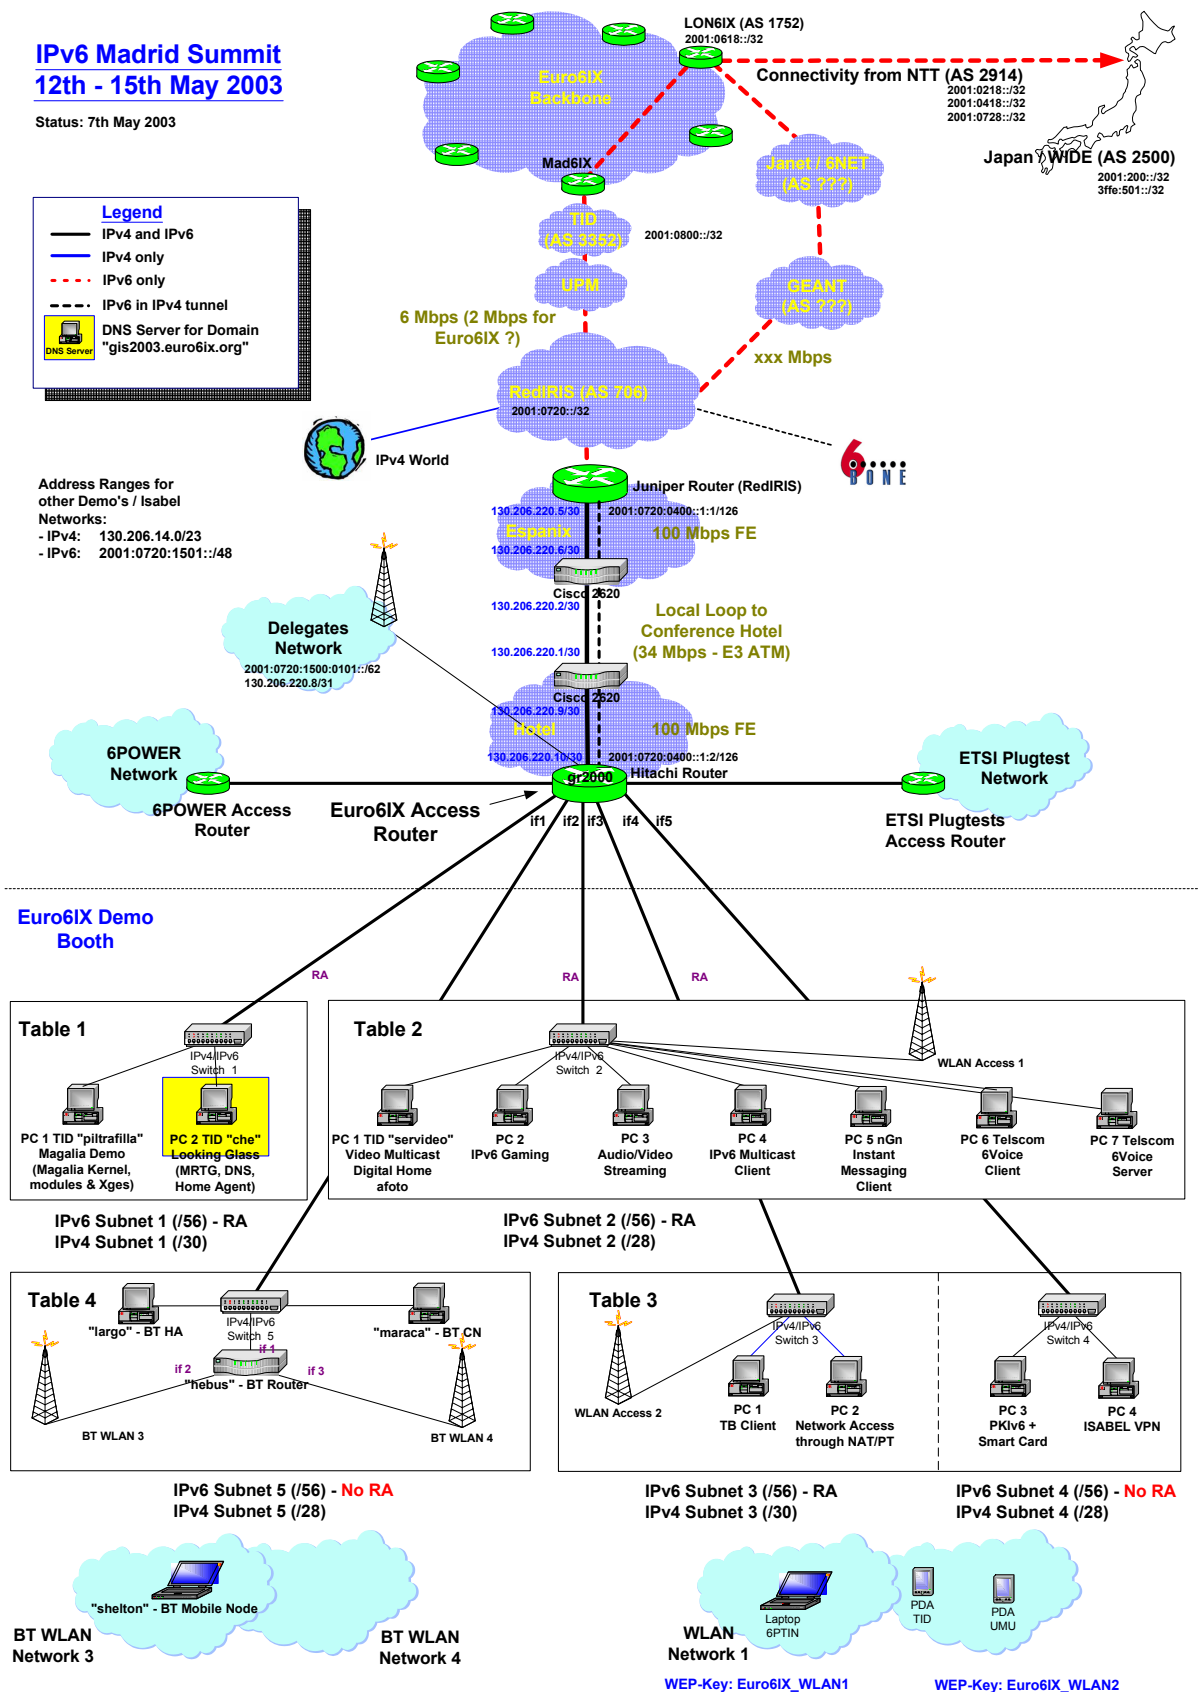 LON6IX (AS 1752)
2001:0618::/32
IPv6 Madrid Summit
12th - 15th May 2003
Status: 7th May 2003
Euro6IX
Backbone
Connectivity from NTT (AS 2914)
2001:0218::/32
2001:0418::/32
2001:0728::/32
Mad6IX
Janet / 6NET
(AS ???)
Japan / WIDE (AS 2500)
2001:200::/32
3ffe:501::/32
Legend
IPv4 and IPv6
IPv4 only
IPv6 only
IPv6 in IPv4 tunnel
DNS Server
DNS Server for Domain
"gis2003.euro6ix.org"
TID
(AS 3352)
2001:0800::/32
UPM
GEANT
(AS ???)
6 Mbps (2 Mbps for
Euro6IX ?)
xxx Mbps
RedIRIS (AS 706)
2001:0720::/32
IPv4 World
6
BONE
Address Ranges for
other Demo's / Isabel
Networks:
- IPv4: 130.206.14.0/23
- IPv6: 2001:0720:1501::/48
Juniper Router (RedIRIS)
130.206.220.5/30
2001:0720:0400::1:1/126
Espanix
100 Mbps FE
130.206.220.6/30
Cisco 2620
130.206.220.2/30
Local Loop to
Conference Hotel
(34 Mbps - E3 ATM)
130.206.220.1/30
Delegates
Network
2001:0720:1500:0101::/62
130.206.220.8/31
Cisco 2620
130.206.220.9/30
Hotel
100 Mbps FE
130.206.220.10/30
2001:0720:0400::1:2/126
gr2000
Hitachi Router
6POWER
Network
6POWER Access
Router
Euro6IX Access
Router
ETSI Plugtest
Network
ETSI Plugtests
Access Router
if1
if2
if3
if4
if5
Euro6IX Demo
Booth
RA
RA
RA
Table 1
IPv4/IPv6
Switch 1
PC 1 TID "piltrafilla"
Magalia Demo
(Magalia Kernel,
modules & Xges)
PC 2 TID "che"
Looking Glass
(MRTG, DNS,
Home Agent)
IPv6 Subnet 1 (/56) - RA
IPv4 Subnet 1 (/30)
Table 2
IPv4/IPv6
Switch 2
WLAN Access 1
PC 1 TID "servideo"
Video Multicast
Digital Home
afoto
PC 2
IPv6 Gaming
PC 3
Audio/Video
Streaming
PC 4
IPv6 Multicast
Client
PC 5 nGn
Instant
Messaging
Client
PC 6 Telscom
6Voice
Client
PC 7 Telscom
6Voice
Server
IPv6 Subnet 2 (/56) - RA
IPv4 Subnet 2 (/28)
Table 4
"largo" - BT HA
IPv4/IPv6
Switch 5
"maraca" - BT CN
if 1
if 2
if 3
"hebus" - BT Router
BT WLAN 3
BT WLAN 4
IPv6 Subnet 5 (/56) - No RA
IPv4 Subnet 5 (/28)
Table 3
IPv4/IPv6
Switch 3
WLAN Access 2
PC 1
TB Client
PC 2
Network Access
through NAT/PT
IPv4/IPv6
Switch 4
PC 3
PKIv6 +
Smart Card
PC 4
ISABEL VPN
IPv6 Subnet 3 (/56) - RA
IPv4 Subnet 3 (/30)
IPv6 Subnet 4 (/56) - No RA
IPv4 Subnet 4 (/28)
"shelton" - BT Mobile Node
BT WLAN
Network 3
BT WLAN
Network 4
Laptop
6PTIN
PDA
TID
PDA
UMU
WLAN
Network 1
WEP-Key: Euro6IX_WLAN1
WEP-Key: Euro6IX_WLAN2